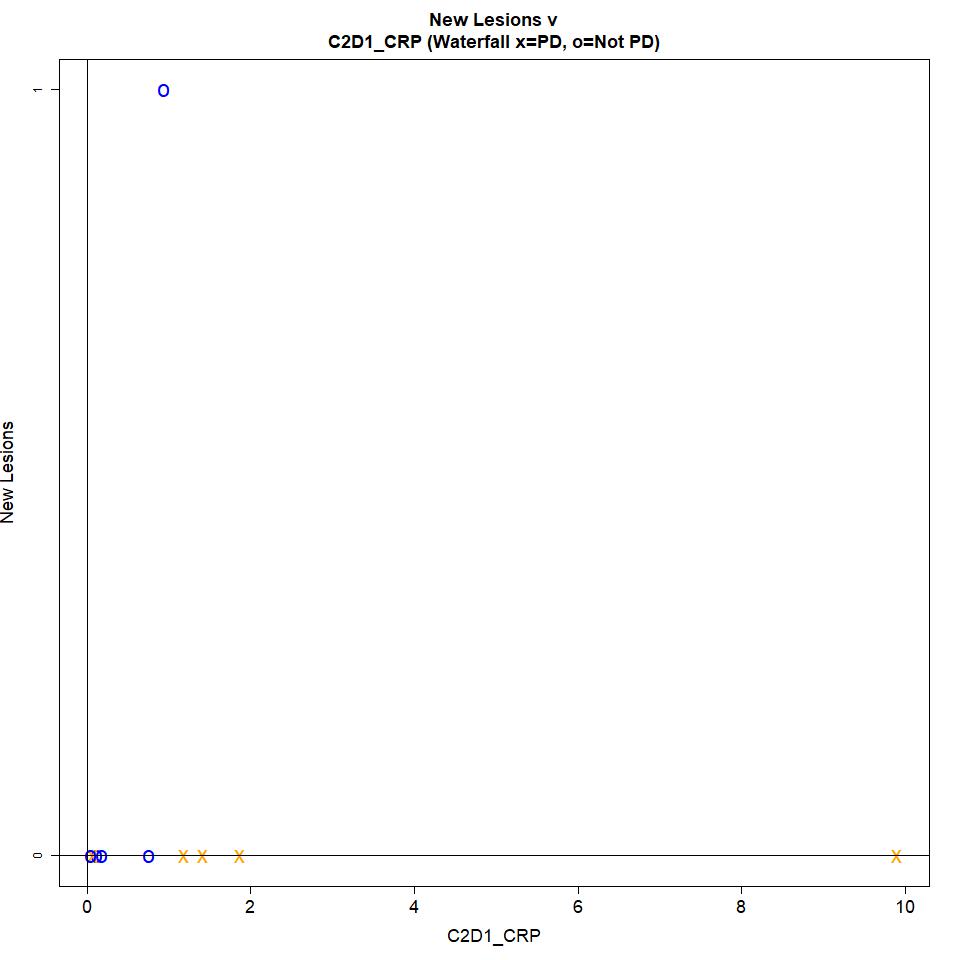 New Lesions v
C2D1_CRP (Waterfall x=PD, o=Not PD)
1
New Lesions
0
0 2 4 6 8 10
C2D1_CRP